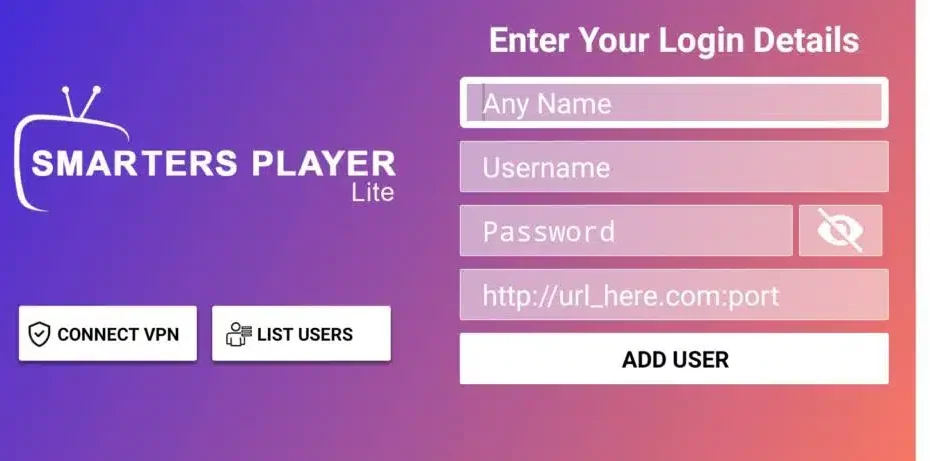 Enter Your Login Details
Any Name
SMARTERS PLAYER
Lite
Username
Password
http://url_here.com:port
CONNECT VPN
LIST USERS
ADD USER